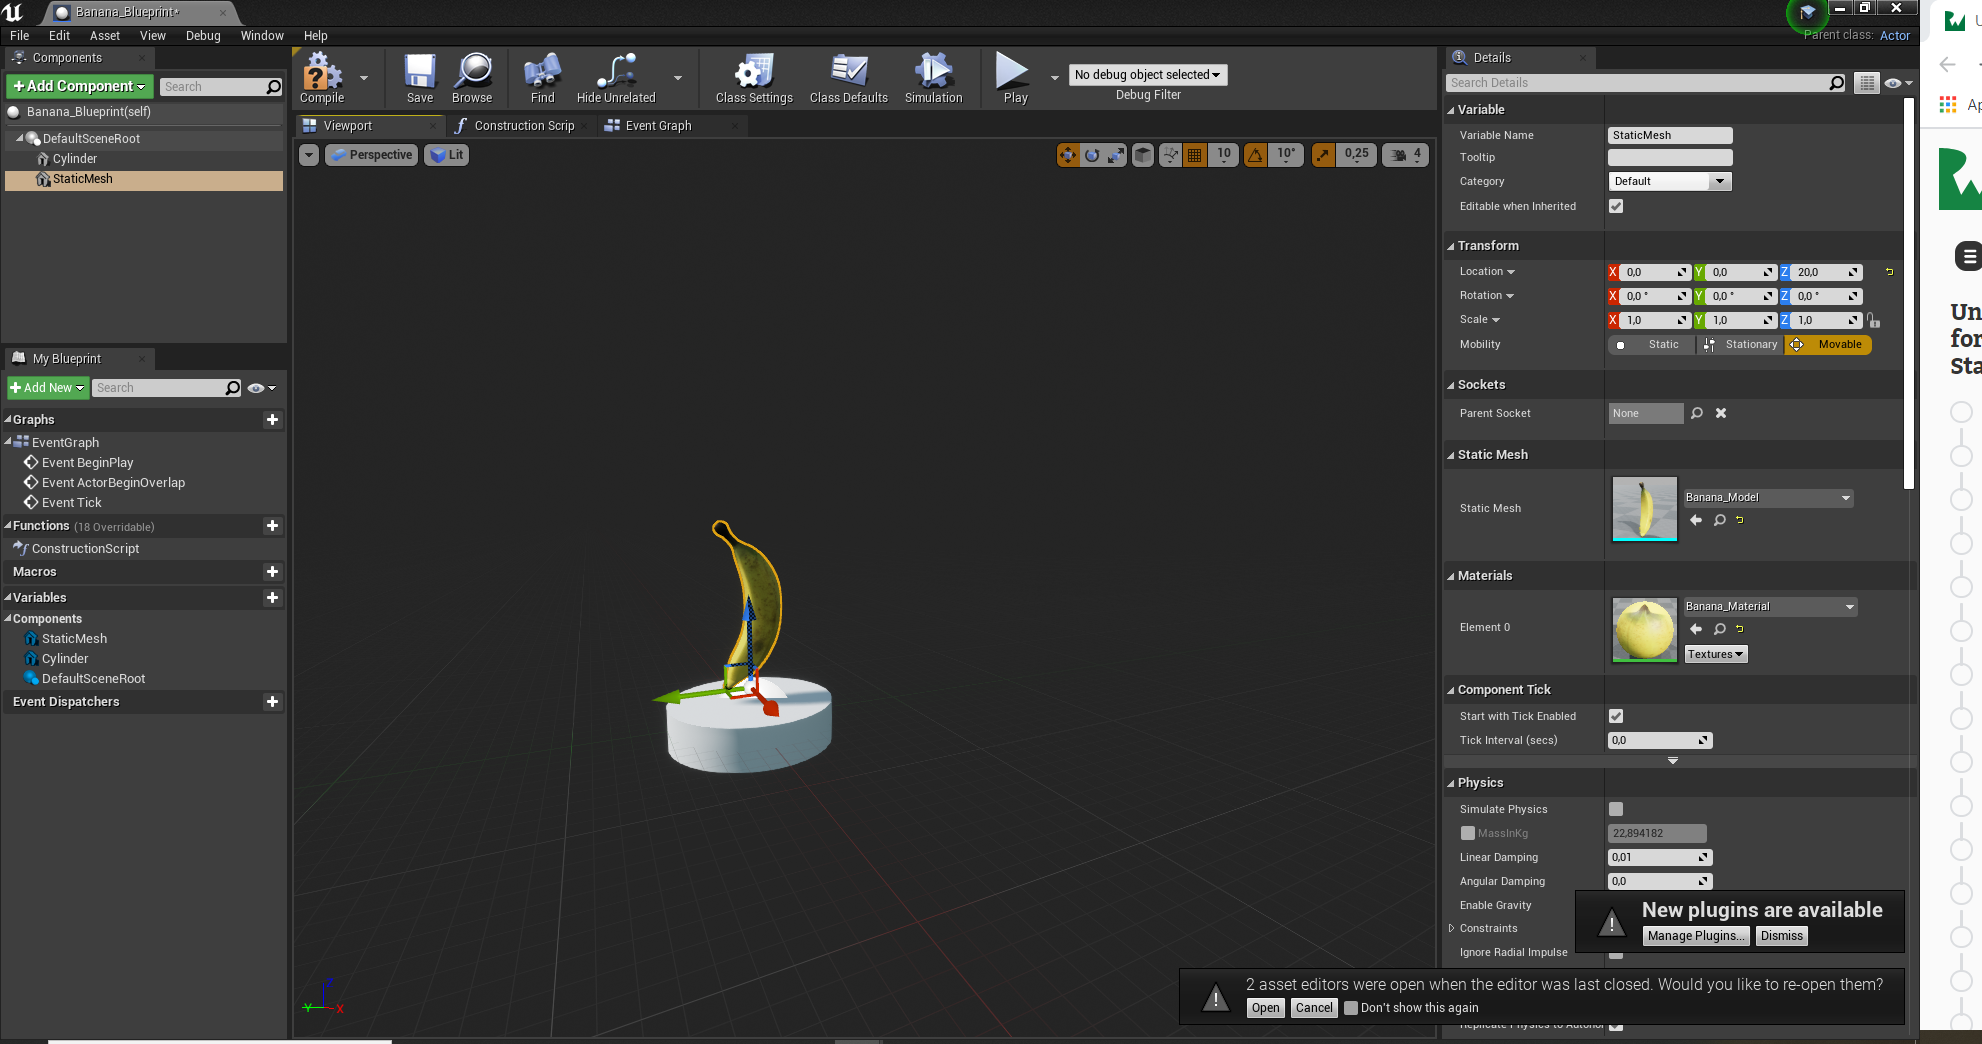 Banana_Blueprint*
File Edit Asset View Debug Window Help
Parent class: Actor
Components
+Add Component
Search
Banana_Blueprint(self)
DefaultSceneRoot
Cylinder
StaticMesh
My Blueprint
+Add New
Search
Graphs
EventGraph
Event BeginPlay
Event ActorBeginOverlap
Event Tick
Functions (18 Overridable)
ConstructionScript
Macros
Variables
Components
StaticMesh
Cylinder
DefaultSceneRoot
Event Dispatchers
Compile
Save
Browse
Find
Hide Unrelated
Class Settings
Class Defaults
Simulation
Play
No debug object selected
Debug Filter
Viewport
Construction Scrip
Event Graph
Perspective
Lit
10
10°
0,25
4
Z
Y
X
Details
Search Details
Variable
Variable Name StaticMesh
Tooltip
Category Default
Editable when Inherited
Transform
Location X 0,0 Y 0,0 Z 20,0
Rotation X 0,0 ° Y 0,0 ° Z 0,0 °
Scale X 1,0 Y 1,0 Z 1,0
Mobility Static Stationary Movable
Sockets
Parent Socket None
Static Mesh
Static Mesh Banana_Model
Materials
Element 0 Banana_Material
Textures
Component Tick
Start with Tick Enabled
Tick Interval (secs) 0,0
Physics
Simulate Physics
MassInKg 22,894182
Linear Damping 0,01
Angular Damping 0,0
Enable Gravity
Constraints
Ignore Radial Impulse
New plugins are available
Manage Plugins... Dismiss
2 asset editors were open when the editor was last closed. Would you like to re-open them?
Open Cancel Don't show this again
Ap
Un
for
Sta